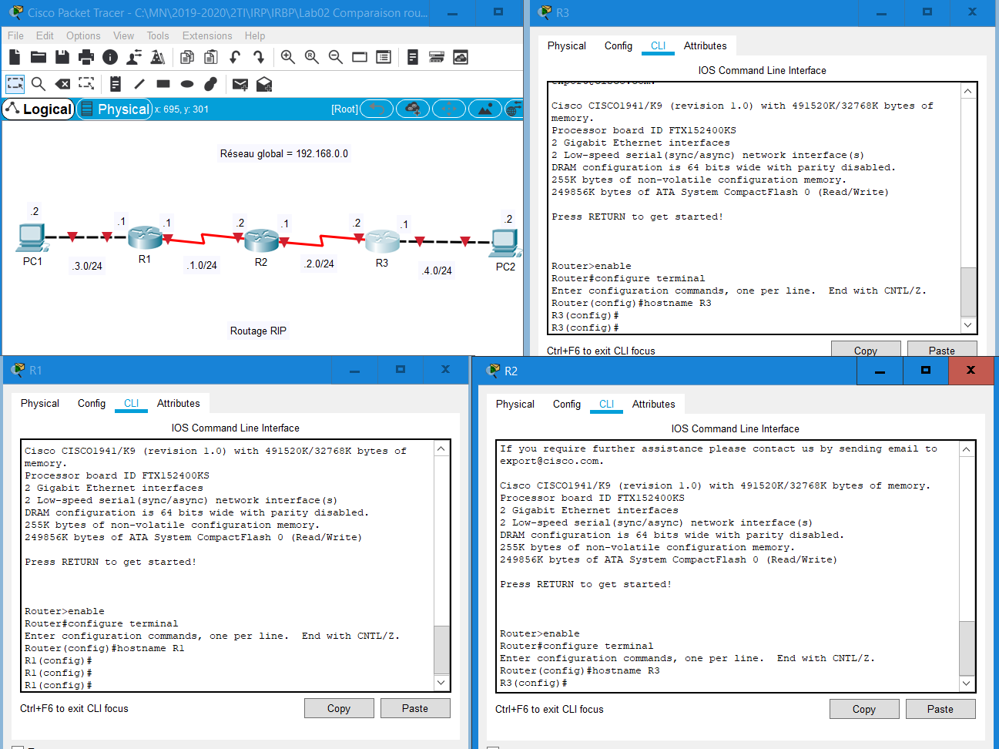 Cisco Packet Tracer - C:\MN\2019-2020\2TI\IRP\IRBP\Lab02 Comparaison rou...
File Edit Options View Tools Extensions Help
Logical Physical x: 695, y: 301 [Root]
Réseau global = 192.168.0.0
.2 .1 .1 .2 .1 .2 .1 .2
PC1 R1 R2 R3 PC2
.3.0/24 .1.0/24 .2.0/24 .4.0/24
Routage RIP
R3
Physical Config CLI Attributes
IOS Command Line Interface
export@cisco.com.
Cisco CISCO1941/K9 (revision 1.0) with 491520K/32768K bytes of
memory.
Processor board ID FTX152400KS
2 Gigabit Ethernet interfaces
2 Low-speed serial(sync/async) network interface(s)
DRAM configuration is 64 bits wide with parity disabled.
255K bytes of non-volatile configuration memory.
249856K bytes of ATA System CompactFlash 0 (Read/Write)
Press RETURN to get started!
Router>enable
Router#configure terminal
Enter configuration commands, one per line.  End with CNTL/Z.
Router(config)#hostname R3
R3(config)#
R3(config)#
Ctrl+F6 to exit CLI focus Copy Paste
R1
Physical Config CLI Attributes
IOS Command Line Interface
Cisco CISCO1941/K9 (revision 1.0) with 491520K/32768K bytes of
memory.
Processor board ID FTX152400KS
2 Gigabit Ethernet interfaces
2 Low-speed serial(sync/async) network interface(s)
DRAM configuration is 64 bits wide with parity disabled.
255K bytes of non-volatile configuration memory.
249856K bytes of ATA System CompactFlash 0 (Read/Write)
Press RETURN to get started!
Router>enable
Router#configure terminal
Enter configuration commands, one per line.  End with CNTL/Z.
Router(config)#hostname R1
R1(config)#
R1(config)#
R1(config)#
Ctrl+F6 to exit CLI focus Copy Paste
R2
Physical Config CLI Attributes
IOS Command Line Interface
If you require further assistance please contact us by sending email to
export@cisco.com.
Cisco CISCO1941/K9 (revision 1.0) with 491520K/32768K bytes of memory.
Processor board ID FTX152400KS
2 Gigabit Ethernet interfaces
2 Low-speed serial(sync/async) network interface(s)
DRAM configuration is 64 bits wide with parity disabled.
255K bytes of non-volatile configuration memory.
249856K bytes of ATA System CompactFlash 0 (Read/Write)
Press RETURN to get started!
Router>enable
Router#configure terminal
Enter configuration commands, one per line.  End with CNTL/Z.
Router(config)#hostname R3
R3(config)#
Ctrl+F6 to exit CLI focus Copy Paste